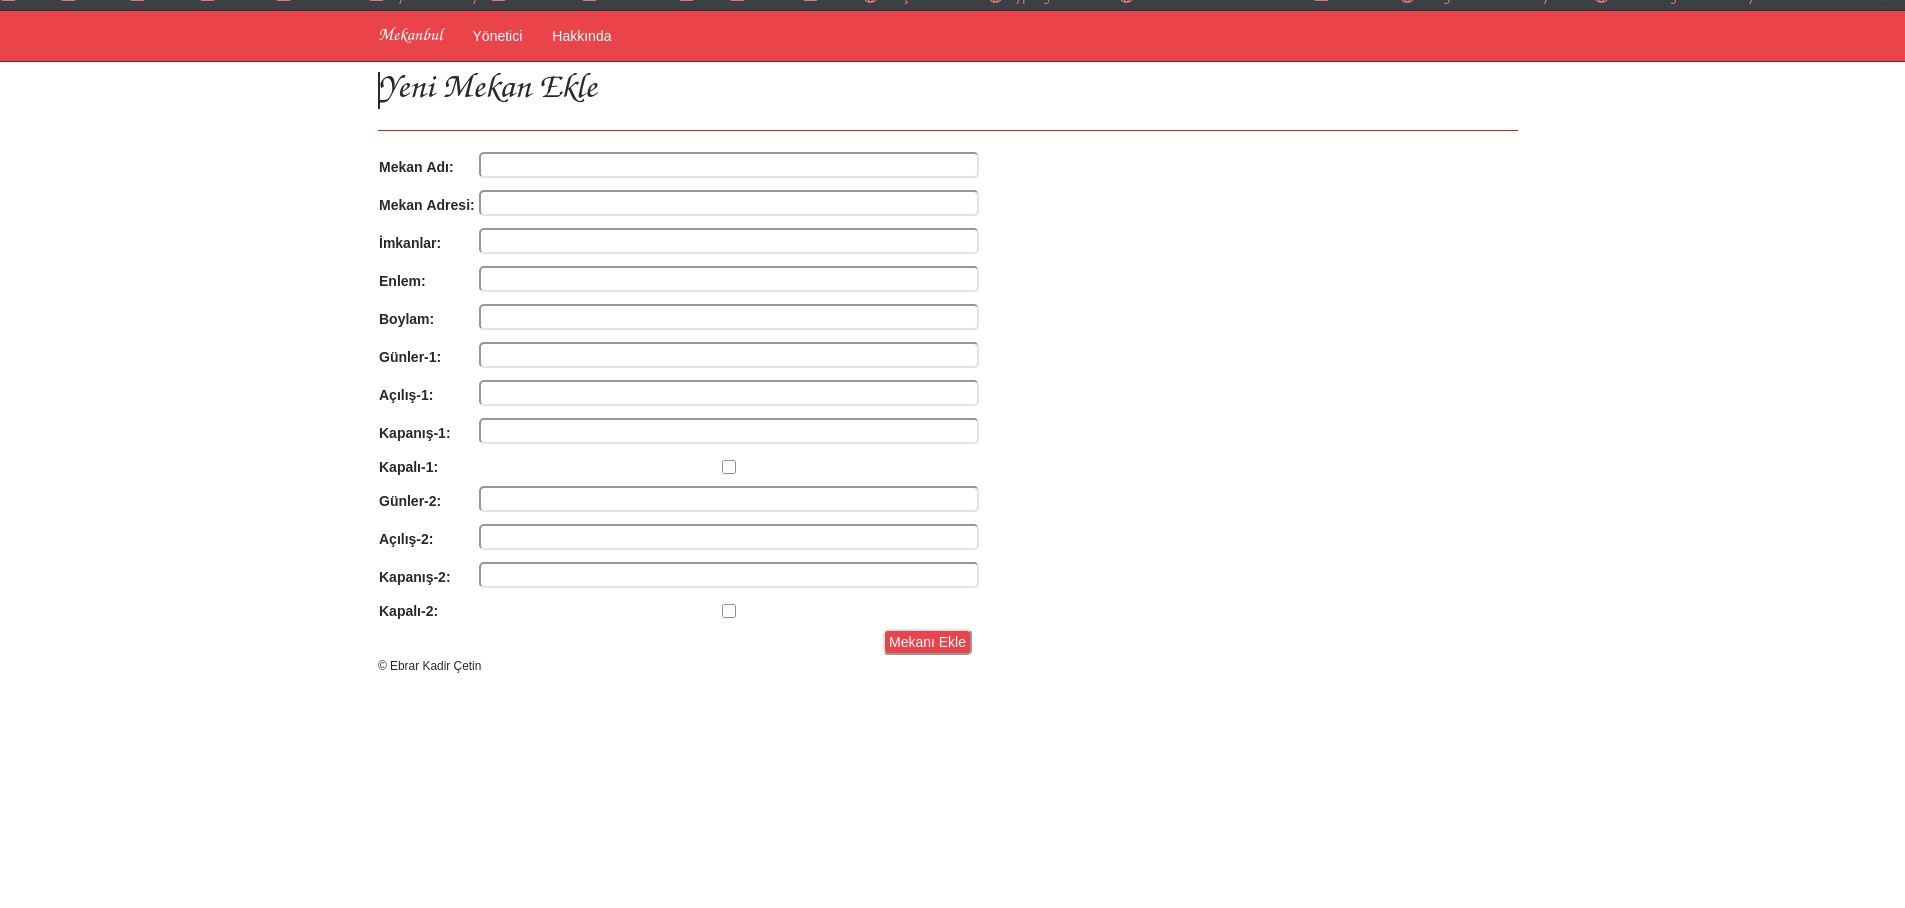 Mekanbul Yönetici Hakkında
Yeni Mekan Ekle
Mekan Adı:
Mekan Adresi:
İmkanlar:
Enlem:
Boylam:
Günler-1:
Açılış-1:
Kapanış-1:
Kapalı-1:
Günler-2:
Açılış-2:
Kapanış-2:
Kapalı-2:
Mekanı Ekle
© Ebrar Kadir Çetin